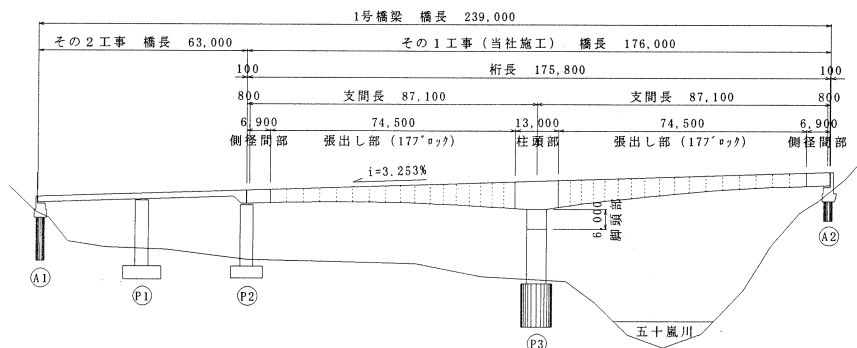 1号橋梁 橋長 239,000
その2工事 橋長 63,000
その1工事(当社施工) 橋長 176,000
100
桁長 175,800
100
800
支間長 87,100
支間長 87,100
800
6,900
74,500
13,000
74,500
6,900
側径間部
張出し部(17ブロック)
柱頭部
張出し部(17ブロック)
側径間部
i=3.253%
6,000
脚頭部
A1
P1
P2
P3
A2
五十嵐川